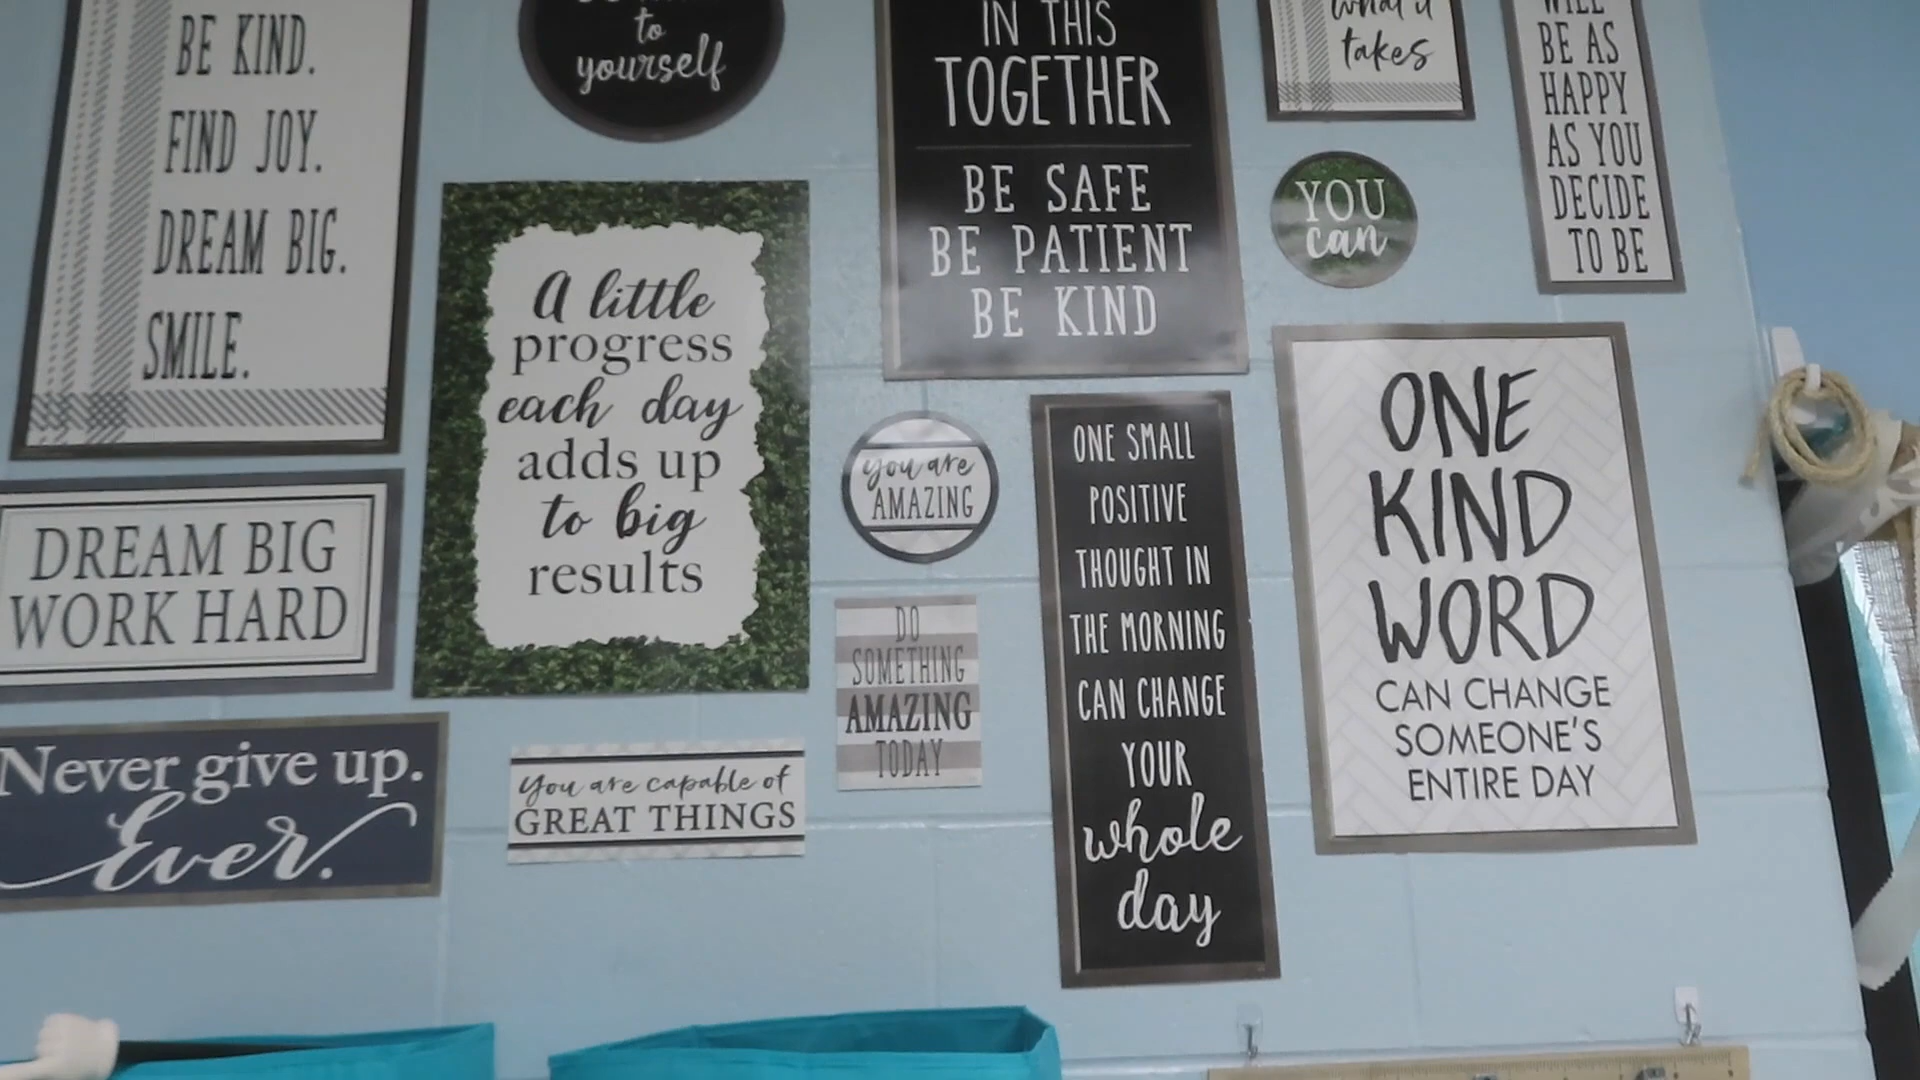 BE KIND.
FIND JOY.
DREAM BIG.
SMILE.
to
yourself
IN THIS
TOGETHER
BE SAFE
BE PATIENT
BE KIND
what it
takes
WILL
BE AS
HAPPY
AS YOU
DECIDE
TO BE
YOU
can
A little
progress
each day
adds up
to big
results
you are
AMAZING
ONE SMALL
POSITIVE
THOUGHT IN
THE MORNING
CAN CHANGE
YOUR
whole
day
ONE
KIND
WORD
CAN CHANGE
SOMEONE'S
ENTIRE DAY
DREAM BIG
WORK HARD
DO
SOMETHING
AMAZING
TODAY
Never give up.
Ever.
You are capable of
GREAT THINGS